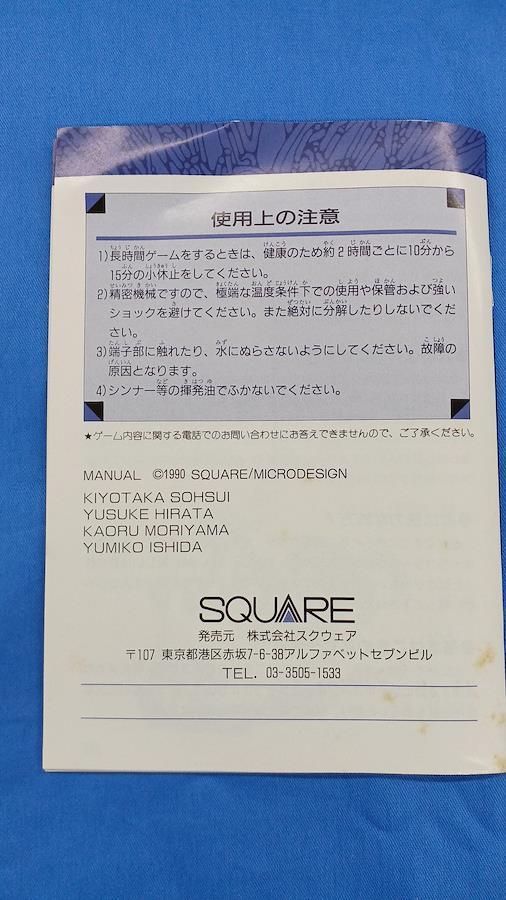 使用上の注意
1)長時間ゲームをするときは、健康のため約2時間ごとに10分から
15分の小休止をしてください。
2)精密機械ですので、極端な温度条件下での使用や保管および強い
ショックを避けてください。また絶対に分解したりしないでくだ
さい。
3)端子部に触れたり、水にぬらさないようにしてください。故障の
原因となります。
4)シンナー等の揮発油でふかないでください。
★ゲーム内容に関する電話でのお問い合わせにお答えできませんので、ご了承ください。
MANUAL ©1990 SQUARE/MICRODESIGN
KIYOTAKA SOHSUI
YUSUKE HIRATA
KAORU MORIYAMA
YUMIKO ISHIDA
SQUARE
発売元 株式会社スクウェア
〒107 東京都港区赤坂7-6-38アルファベットセブンビル
TEL. 03-3505-1533